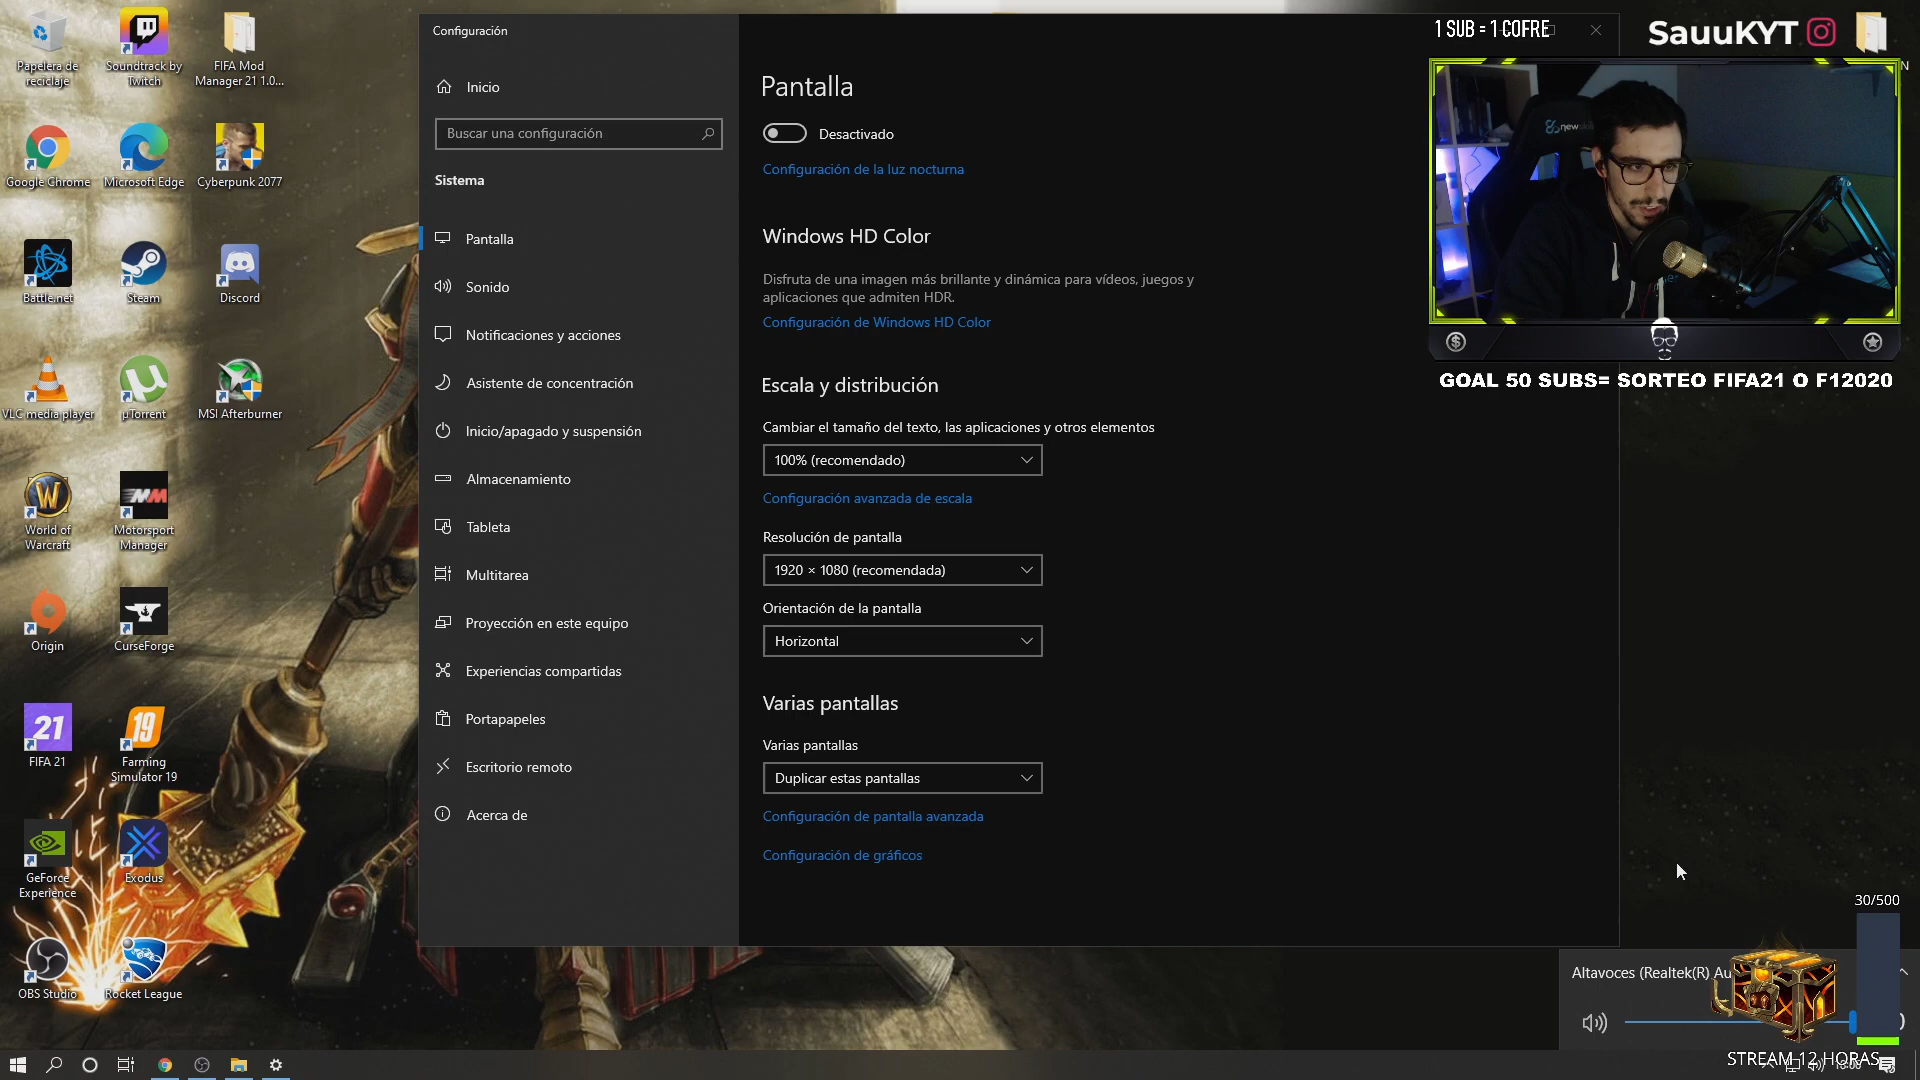 Papelera de
reciclaje
Soundtrack by
Twitch
FIFA Mod
Manager 21 1.0...
Google Chrome
Microsoft Edge
Cyberpunk 2077
Battle.net
Steam
Discord
VLC media player
µTorrent
MSI Afterburner
World of
Warcraft
Motorsport
Manager
Origin
CurseForge
21
FIFA 21
19
Farming
Simulator 19
GeForce
Experience
Exodus
OBS Studio
Rocket League
Configuración
Inicio
Buscar una configuración
Sistema
Pantalla
Sonido
Notificaciones y acciones
Asistente de concentración
Inicio/apagado y suspensión
Almacenamiento
Tableta
Multitarea
Proyección en este equipo
Experiencias compartidas
Portapapeles
Escritorio remoto
Acerca de
Pantalla
Desactivado
Configuración de la luz nocturna
Windows HD Color
Disfruta de una imagen más brillante y dinámica para vídeos, juegos y
aplicaciones que admiten HDR.
Configuración de Windows HD Color
Escala y distribución
Cambiar el tamaño del texto, las aplicaciones y otros elementos
100% (recomendado)
Configuración avanzada de escala
Resolución de pantalla
1920 × 1080 (recomendada)
Orientación de la pantalla
Horizontal
Varias pantallas
Varias pantallas
Duplicar estas pantallas
Configuración de pantalla avanzada
Configuración de gráficos
1 SUB = 1 COFRE
SauuKYT
newskill
GOAL 50 SUBS= SORTEO FIFA21 O F12020
30/500
Altavoces (Realtek(R) Au
STREAM 12 HORAS